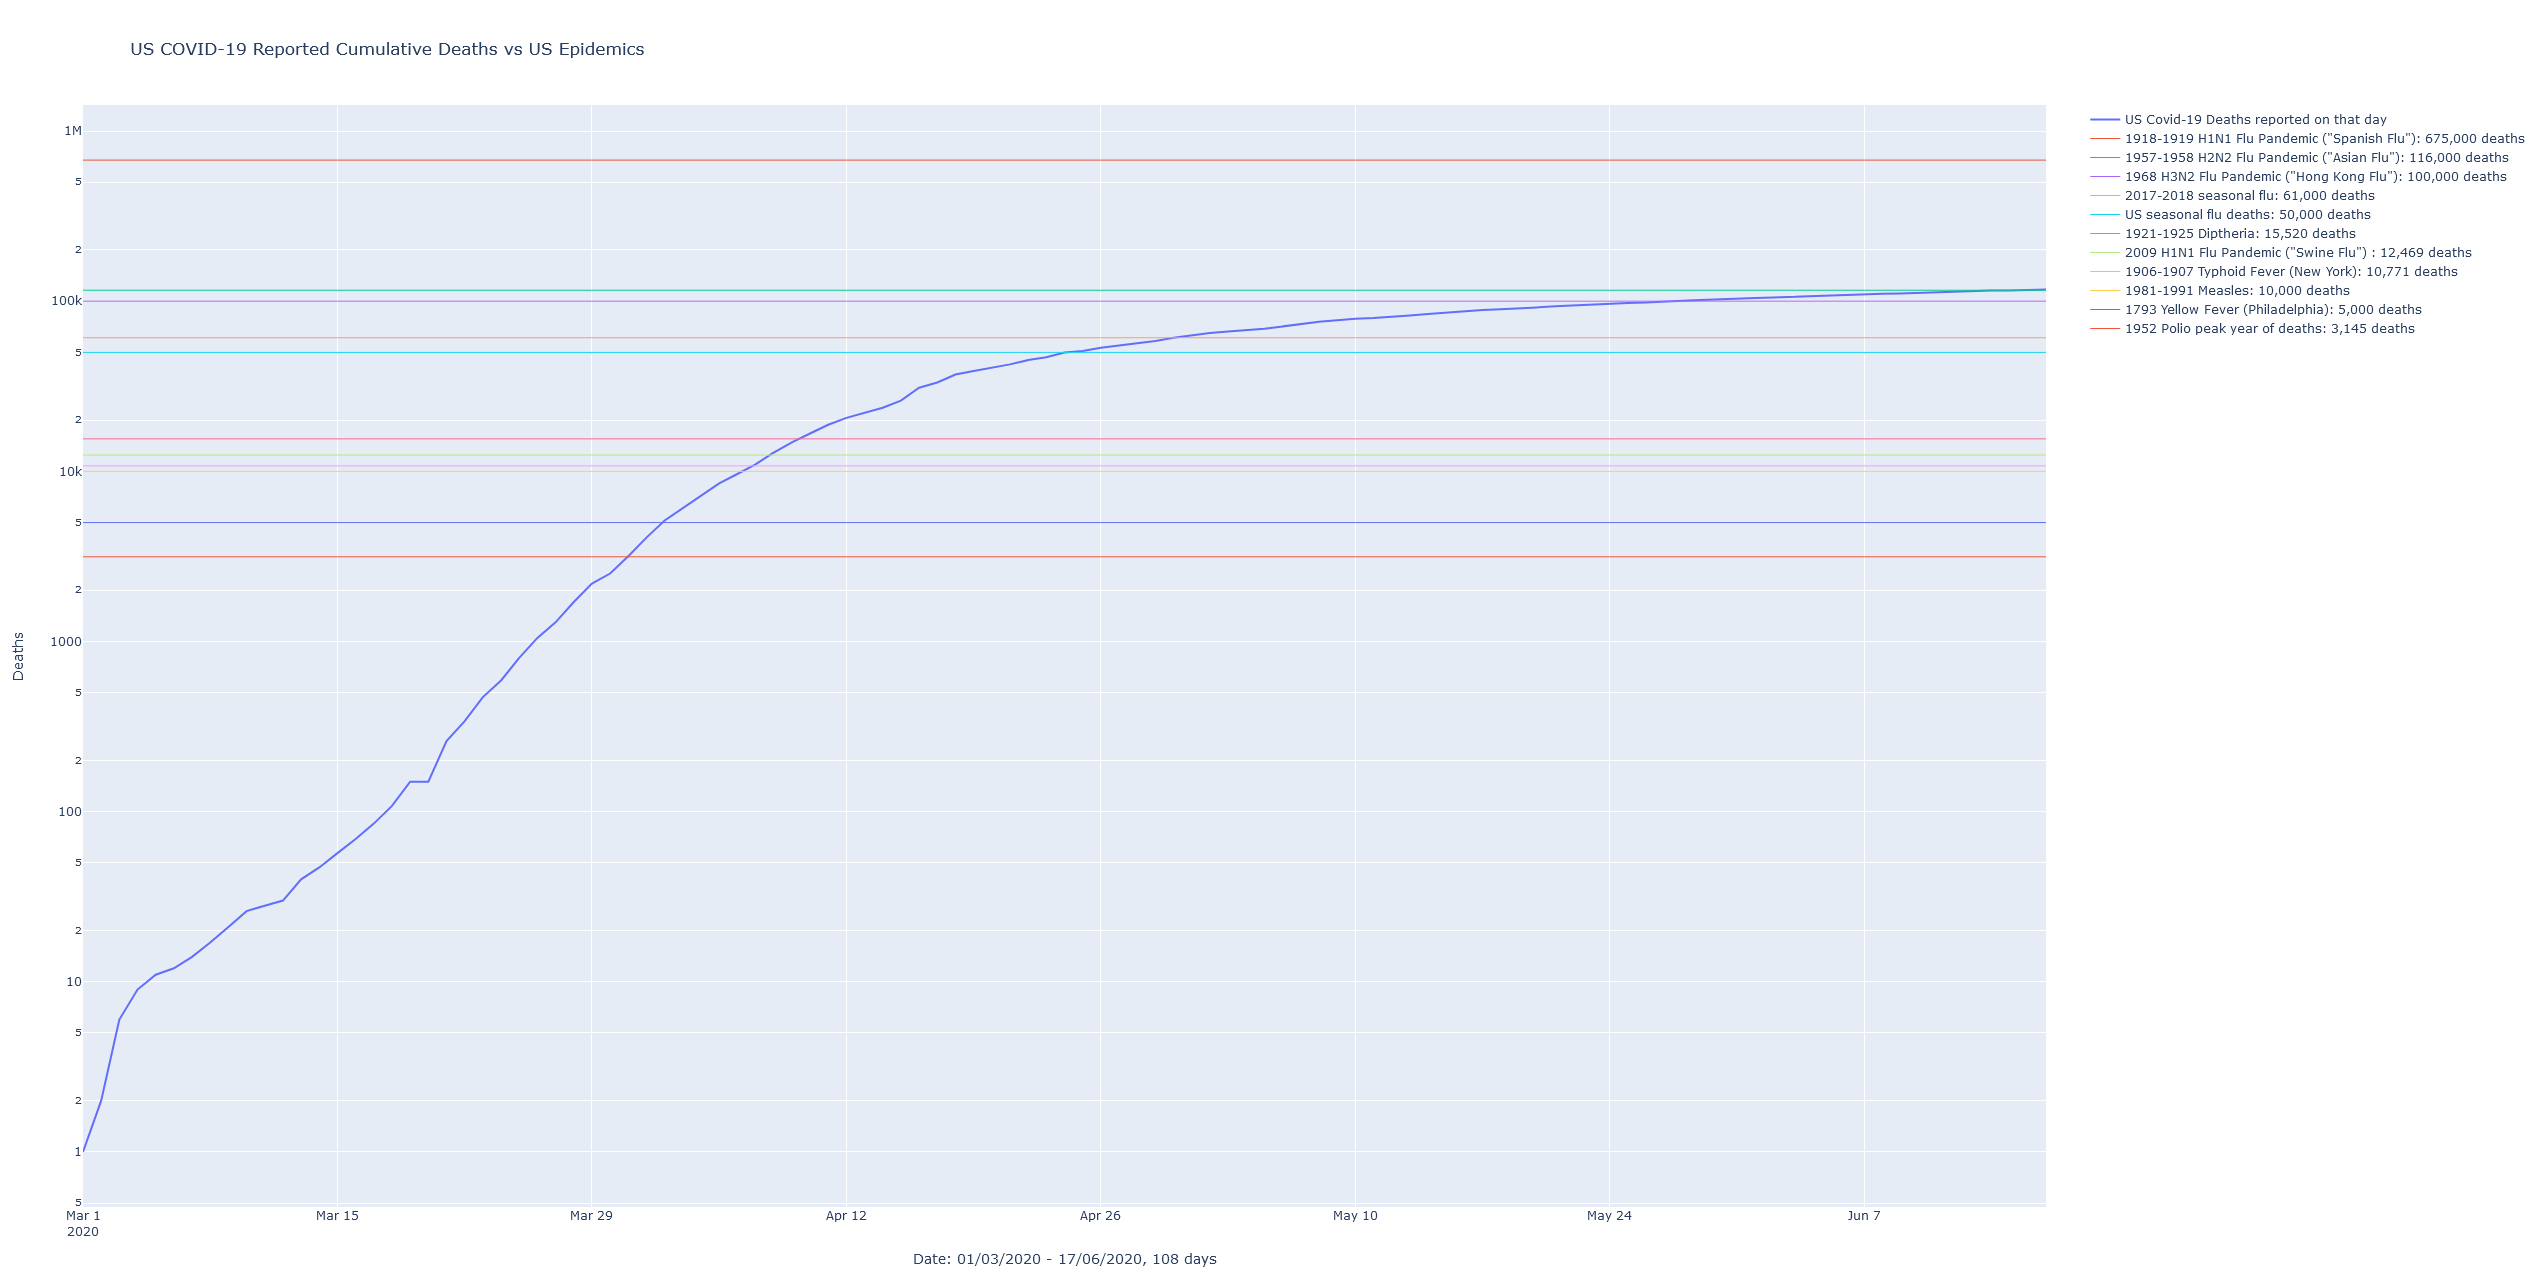 US COVID-19 Reported Cumulative Deaths vs US Epidemics
1M
5
2
100k
5
2
10k
5
2
1000
5
2
100
5
2
10
5
2
1
5
Deaths
Mar 1
2020
Mar 15
Mar 29
Apr 12
Apr 26
May 10
May 24
Jun 7
Date: 01/03/2020 - 17/06/2020, 108 days
US Covid-19 Deaths reported on that day
1918-1919 H1N1 Flu Pandemic ("Spanish Flu"): 675,000 deaths
1957-1958 H2N2 Flu Pandemic ("Asian Flu"): 116,000 deaths
1968 H3N2 Flu Pandemic ("Hong Kong Flu"): 100,000 deaths
2017-2018 seasonal flu: 61,000 deaths
US seasonal flu deaths: 50,000 deaths
1921-1925 Diptheria: 15,520 deaths
2009 H1N1 Flu Pandemic ("Swine Flu") : 12,469 deaths
1906-1907 Typhoid Fever (New York): 10,771 deaths
1981-1991 Measles: 10,000 deaths
1793 Yellow Fever (Philadelphia): 5,000 deaths
1952 Polio peak year of deaths: 3,145 deaths